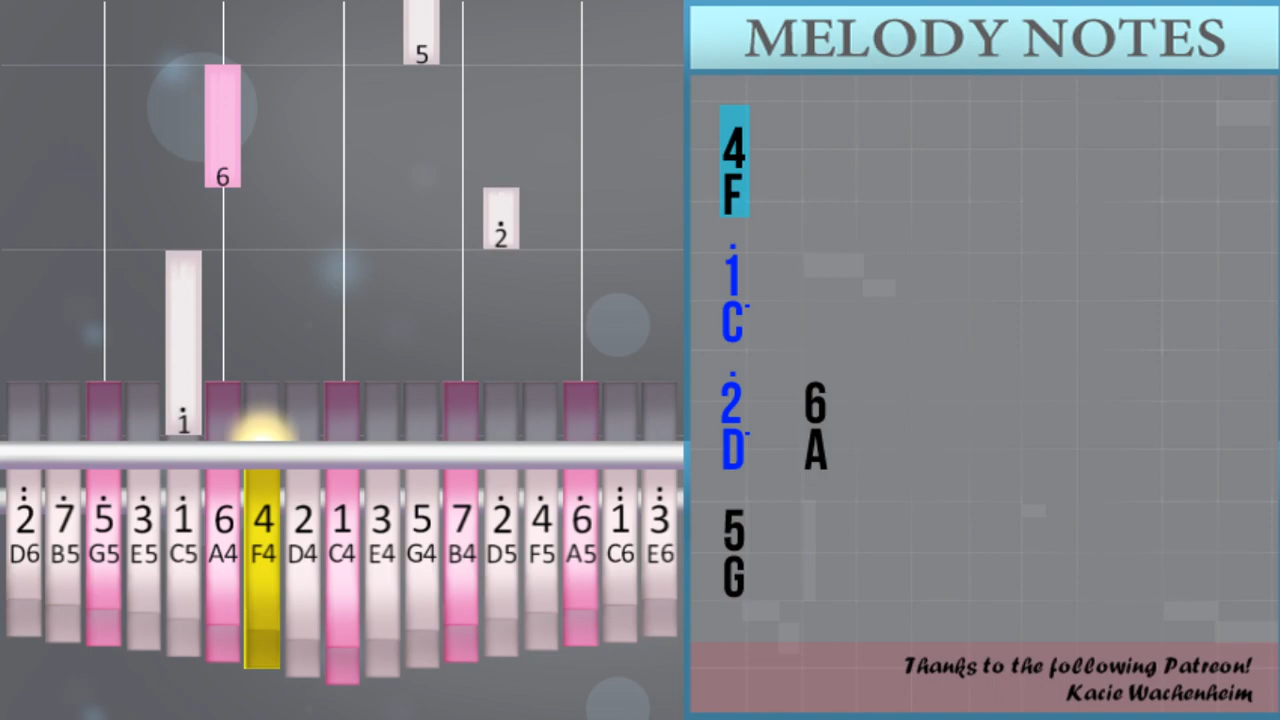 5
6
2̇
1̇
2̈ 7̇ 5̇ 3̇ 1̇ 6 4 2 1 3 5 7 2̇ 4̇ 6̇ 1̈ 3̈
D6 B5 G5 E5 C5 A4 F4 D4 C4 E4 G4 B4 D5 F5 A5 C6 E6
MELODY NOTES
4
F
1̇
C˙
2̇ 6
D˙ A
5
G
Thanks to the following Patreon!
Kacie Wachenheim